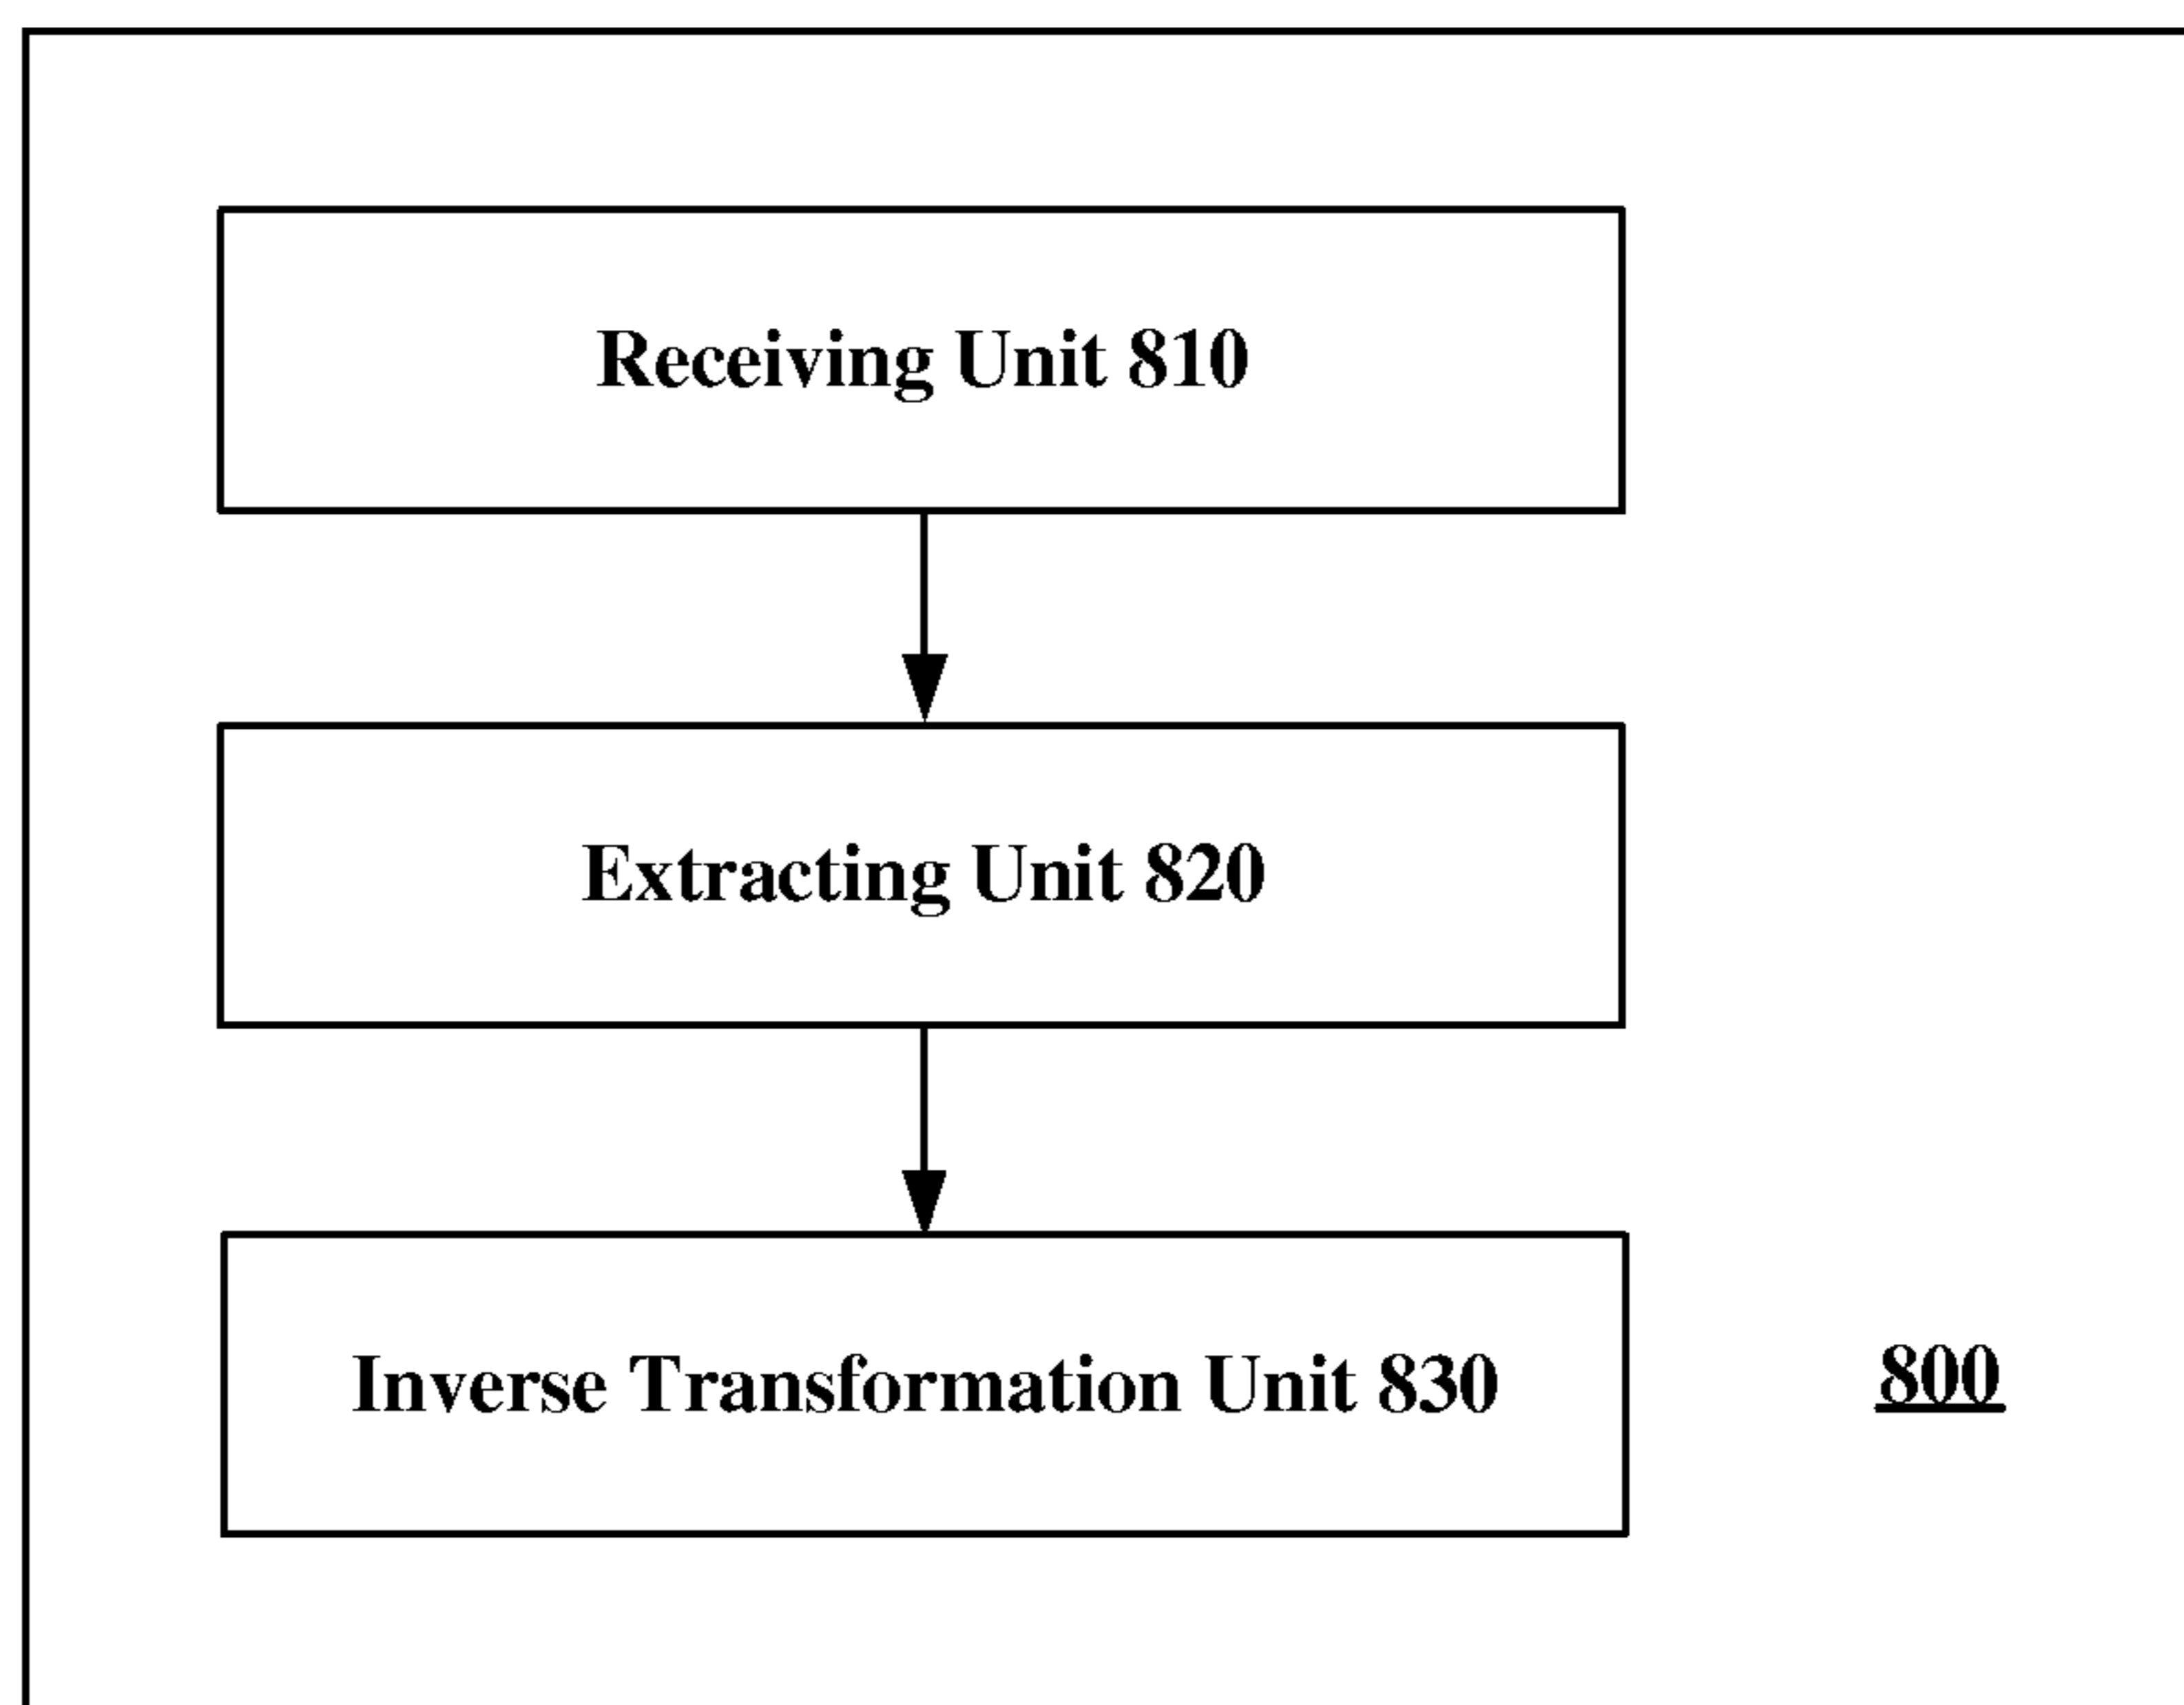 Receiving Unit 810
Extracting Unit 820
Inverse Transformation Unit 830
800